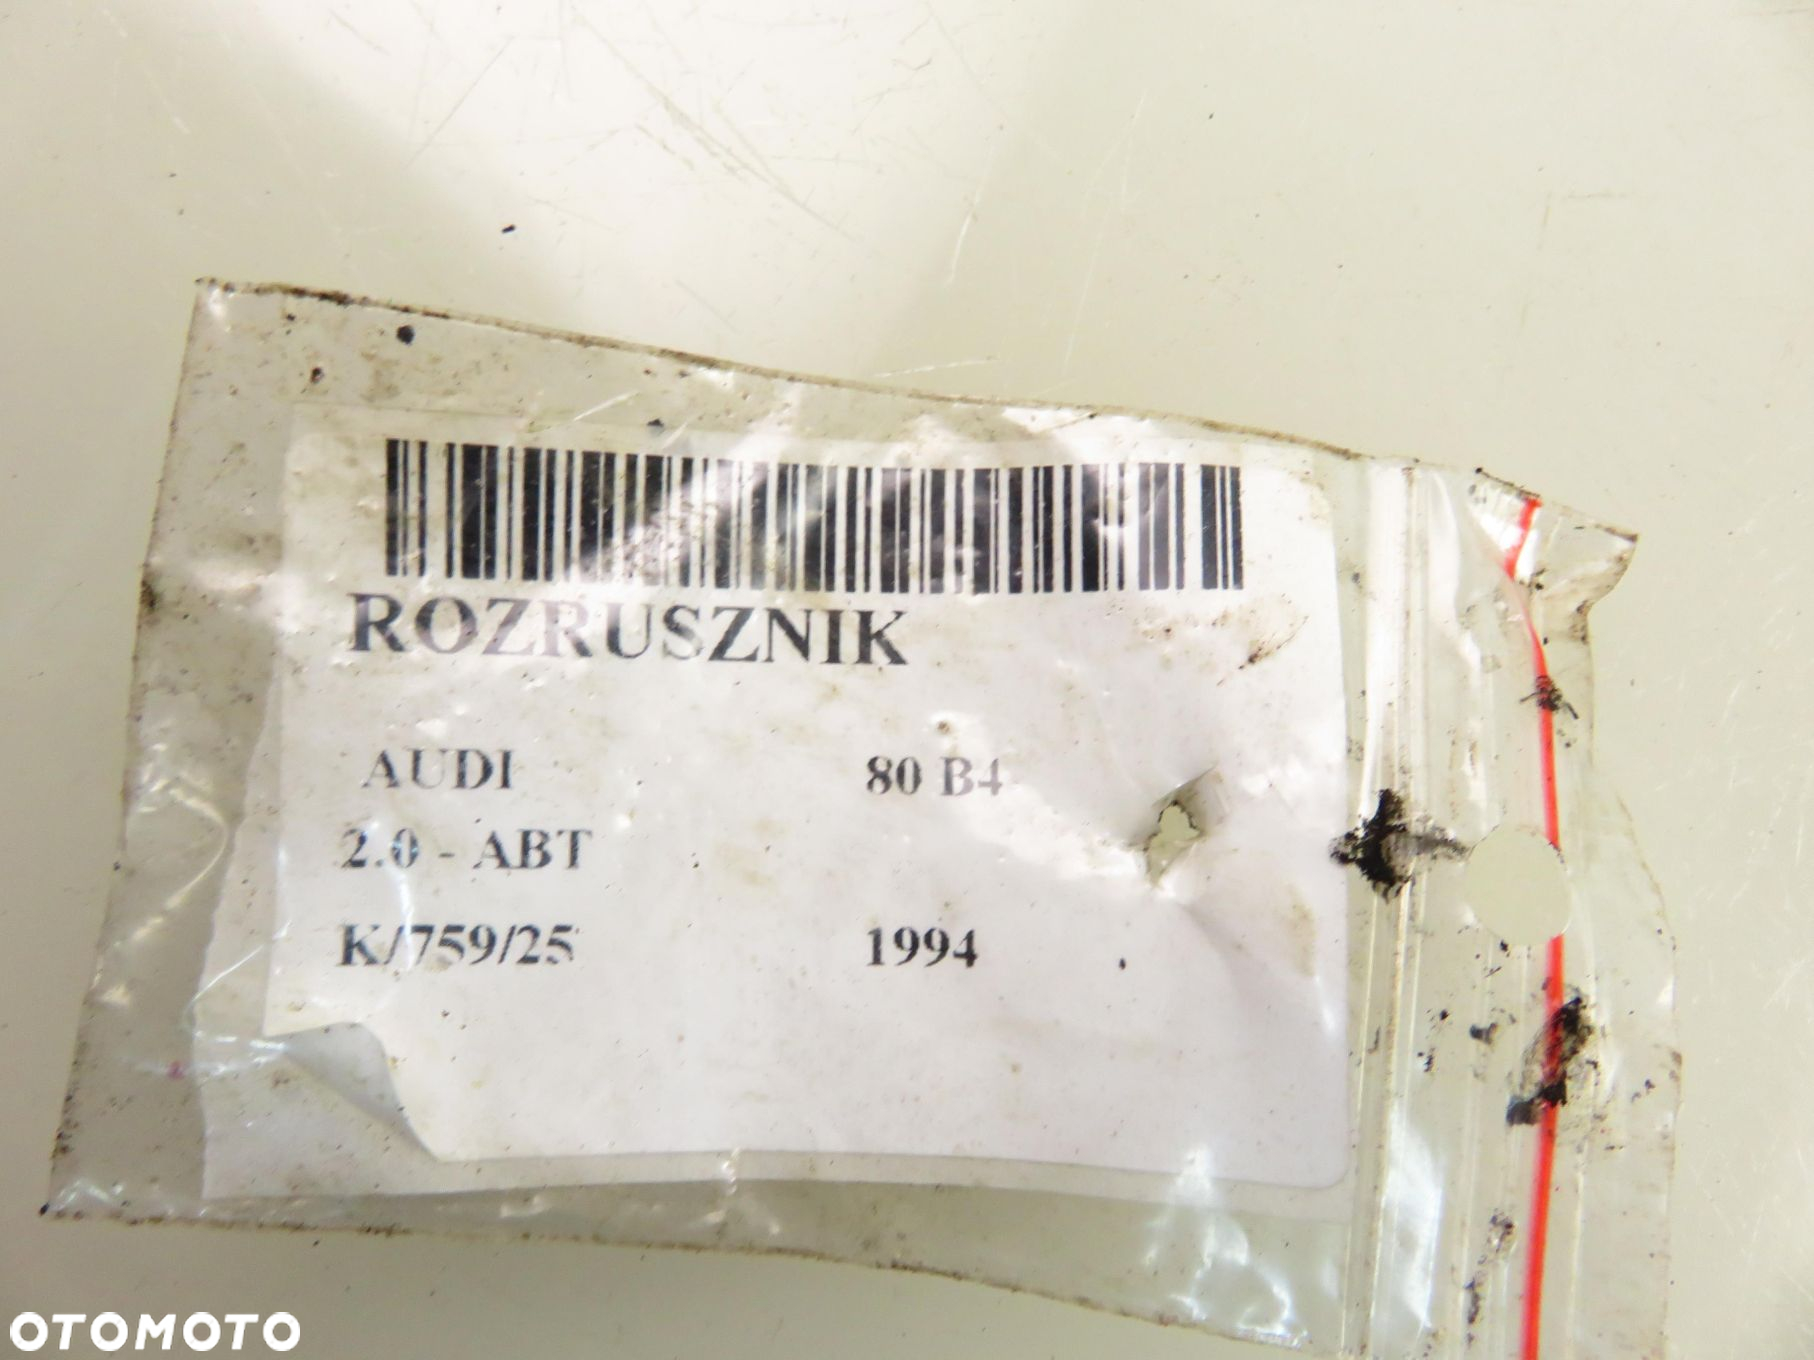 ROZRUSZNIK
AUDI 80 B4
2.0 - ABT
K/759/25 1994
OTOMOTO